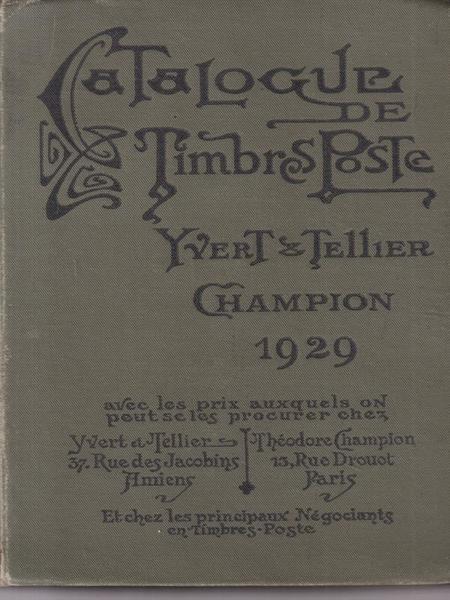 Catalogue
de
Timbres Poste
Yvert & Tellier
Champion
1929
avec les prix auxquels on
peut se les procurer chez
Yvert et Tellier
37, Rue des Jacobins
Amiens
Théodore Champion
13, Rue Drouot
Paris
Et chez les principaux Négociants
en Timbres-Poste